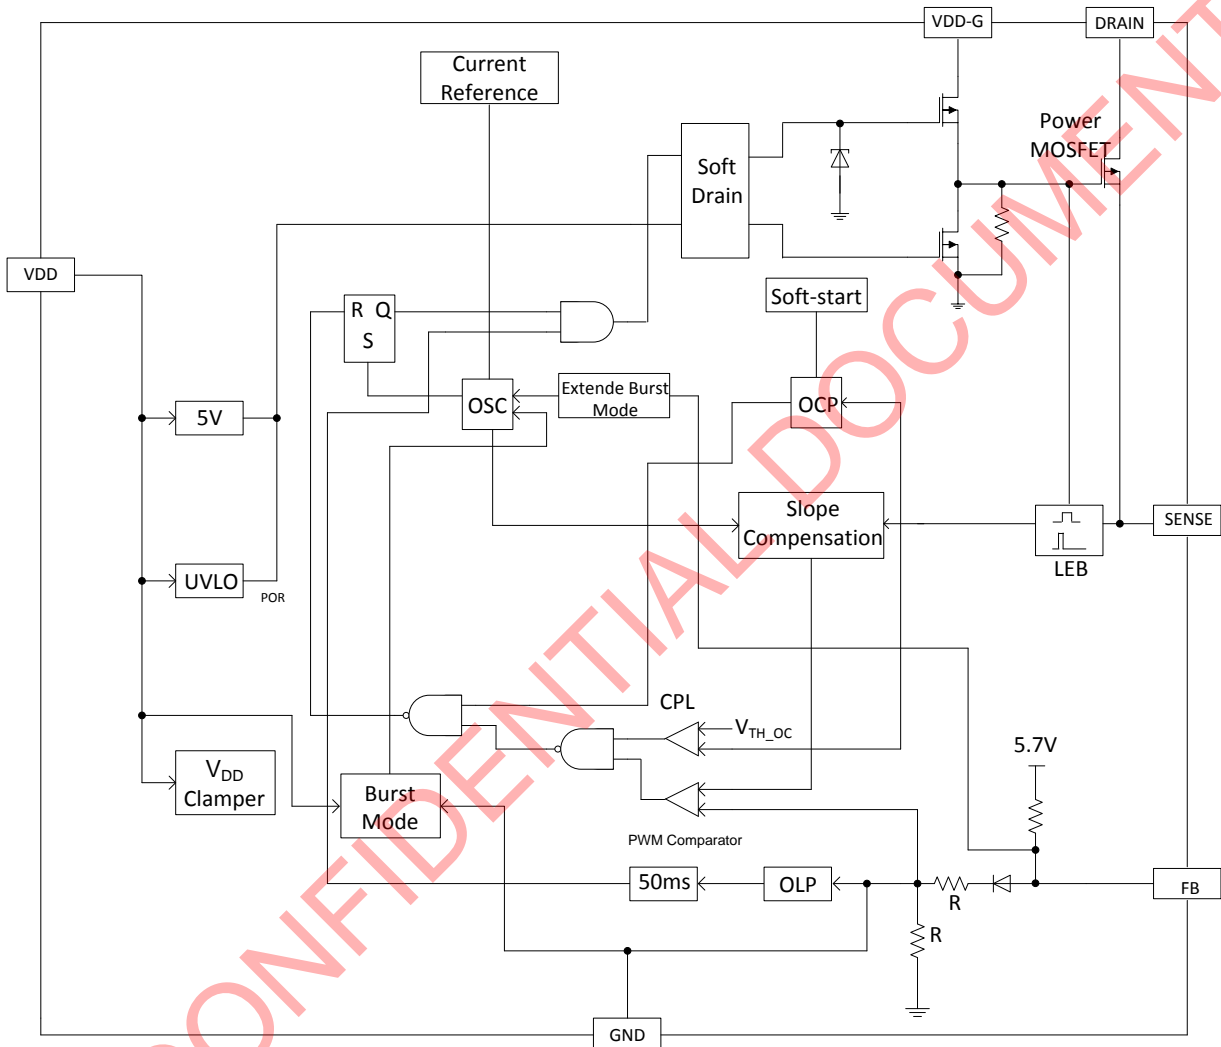 VDD-G
DRAIN
Current
Reference
Power
MOSFET
Soft
Drain
VDD
Soft-start
R Q
S
Extende Burst
Mode
OSC
OCP
5V
Slope
Compensation
SENSE
LEB
UVLO
POR
CPL
VTH_OC
5.7V
VDD
Clamper
Burst
Mode
PWM Comparator
50ms
OLP
R
FB
R
GND
CONFIDENTIAL DOCUMENT